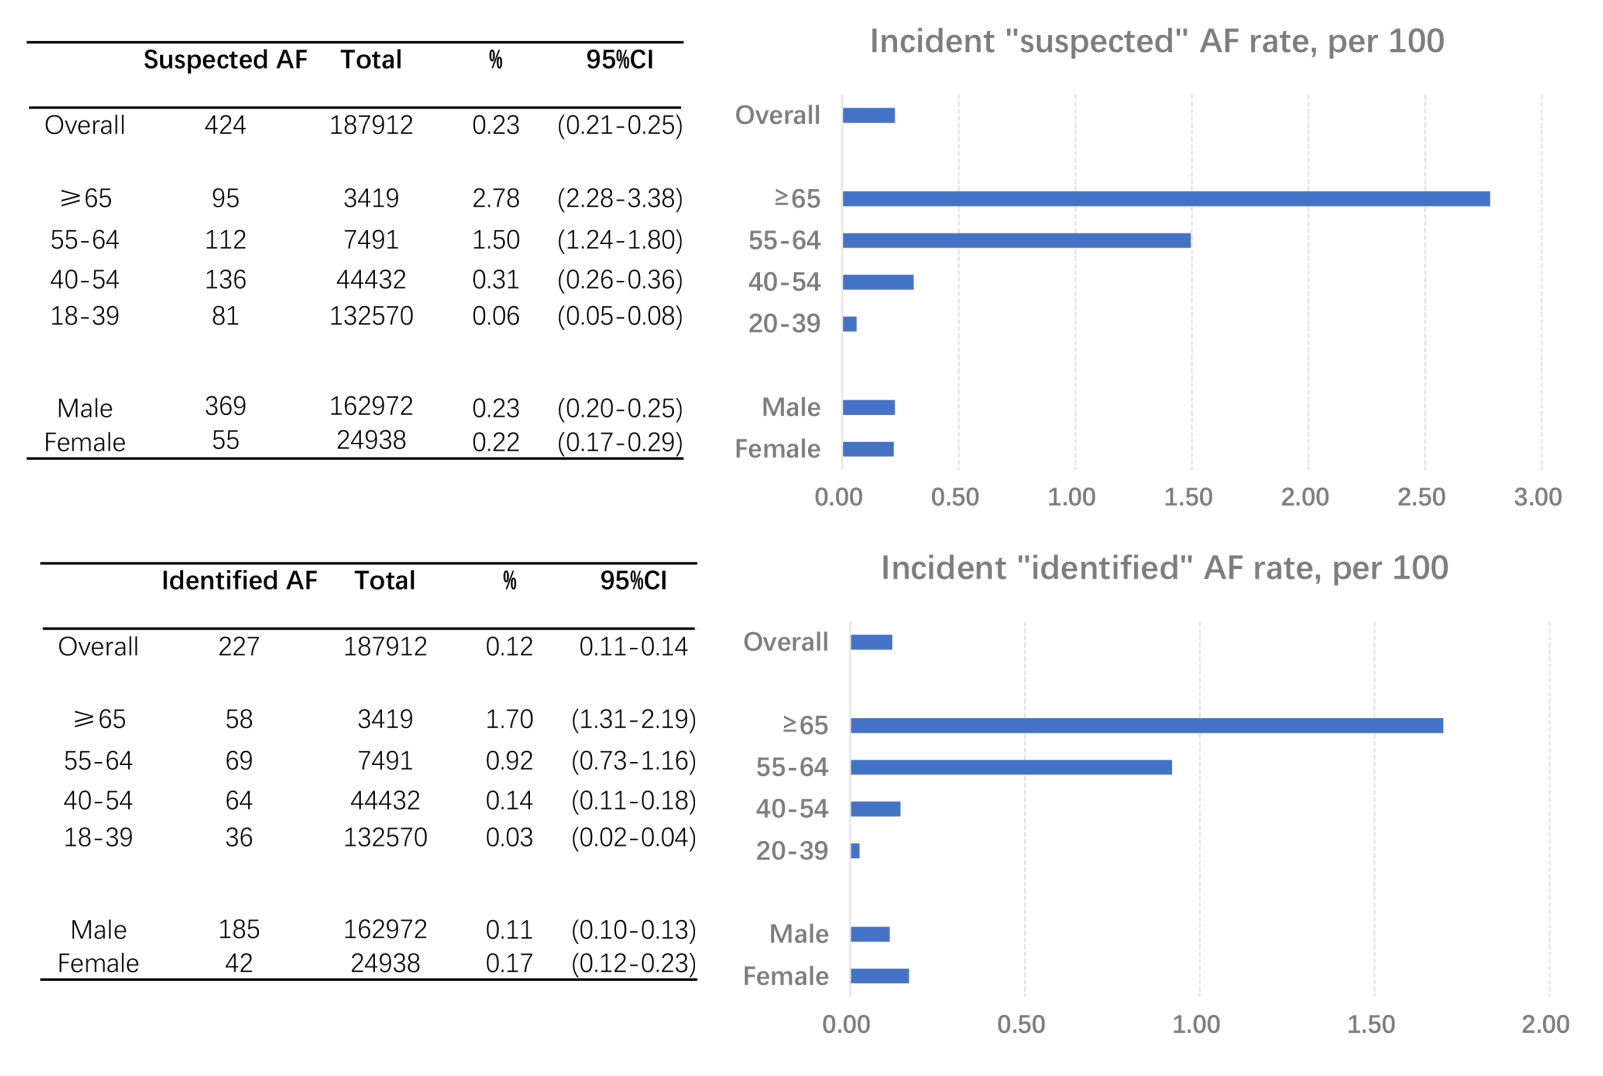 Suspected AF Total % 95%CI
Overall 424 187912 0.23 (0.21-0.25)
≥65 95 3419 2.78 (2.28-3.38)
55-64 112 7491 1.50 (1.24-1.80)
40-54 136 44432 0.31 (0.26-0.36)
18-39 81 132570 0.06 (0.05-0.08)
Male 369 162972 0.23 (0.20-0.25)
Female 55 24938 0.22 (0.17-0.29)
Incident "suspected" AF rate, per 100
Overall
≥65
55-64
40-54
20-39
Male
Female
0.00 0.50 1.00 1.50 2.00 2.50 3.00
Identified AF Total % 95%CI
Overall 227 187912 0.12 0.11-0.14
≥65 58 3419 1.70 (1.31-2.19)
55-64 69 7491 0.92 (0.73-1.16)
40-54 64 44432 0.14 (0.11-0.18)
18-39 36 132570 0.03 (0.02-0.04)
Male 185 162972 0.11 (0.10-0.13)
Female 42 24938 0.17 (0.12-0.23)
Incident "identified" AF rate, per 100
Overall
≥65
55-64
40-54
20-39
Male
Female
0.00 0.50 1.00 1.50 2.00